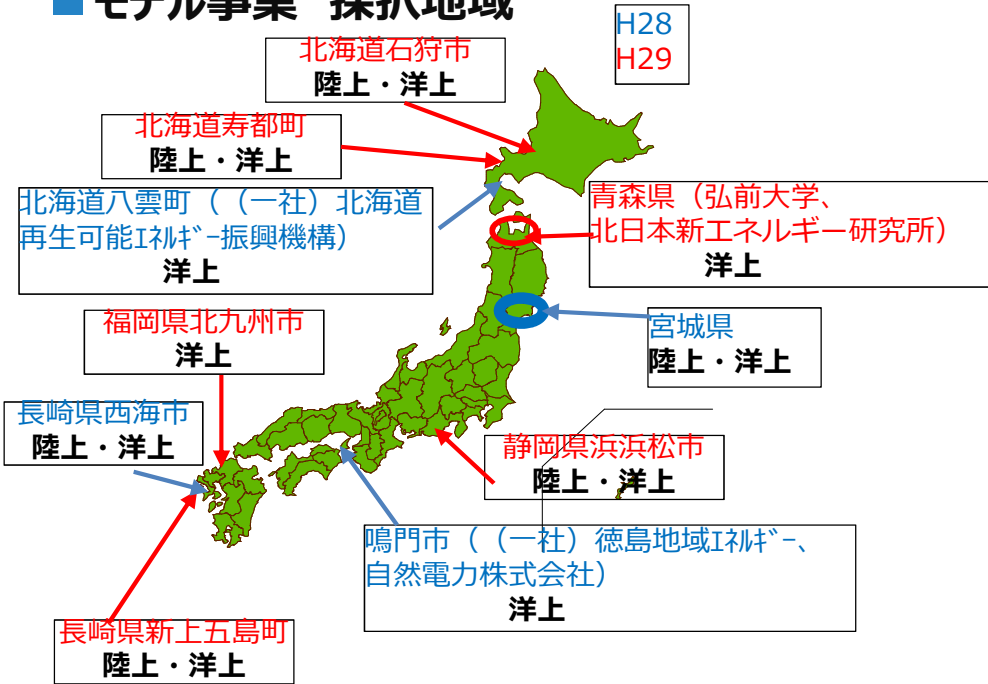 ■モデル事業 採択地域
H28
H29
北海道石狩市
陸上・洋上
北海道寿都町
陸上・洋上
北海道八雲町（（一社）北海道
再生可能ｴﾈﾙｷﾞｰ振興機構）
洋上
青森県（弘前大学、
北日本新エネルギー研究所）
洋上
福岡県北九州市
洋上
宮城県
陸上・洋上
長崎県西海市
陸上・洋上
静岡県浜浜松市
陸上・洋上
鳴門市（（一社）徳島地域ｴﾈﾙｷﾞｰ、
自然電力株式会社）
洋上
長崎県新上五島町
陸上・洋上